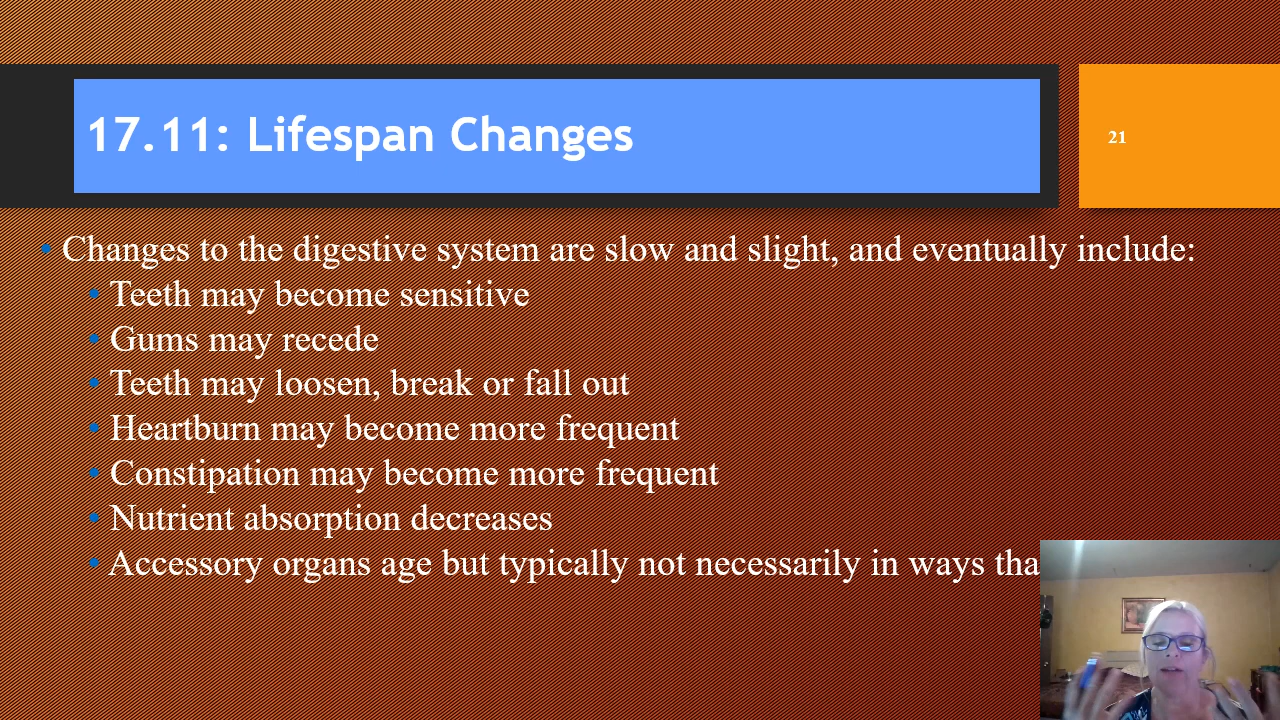 17.11: Lifespan Changes
21
• Changes to the digestive system are slow and slight, and eventually include:
• Teeth may become sensitive
• Gums may recede
• Teeth may loosen, break or fall out
• Heartburn may become more frequent
• Constipation may become more frequent
• Nutrient absorption decreases
• Accessory organs age but typically not necessarily in ways